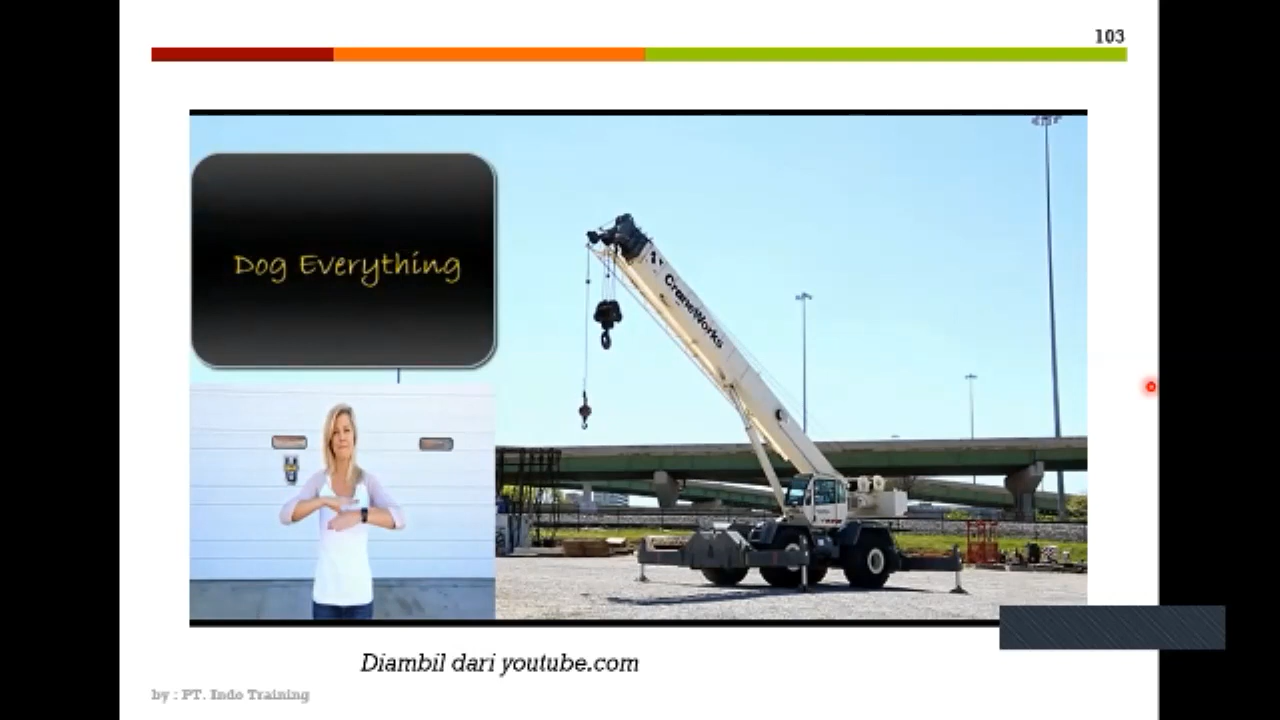 103
Dog Everything
CraneWorks
Diambil dari youtube.com
by : PT. Indo Training